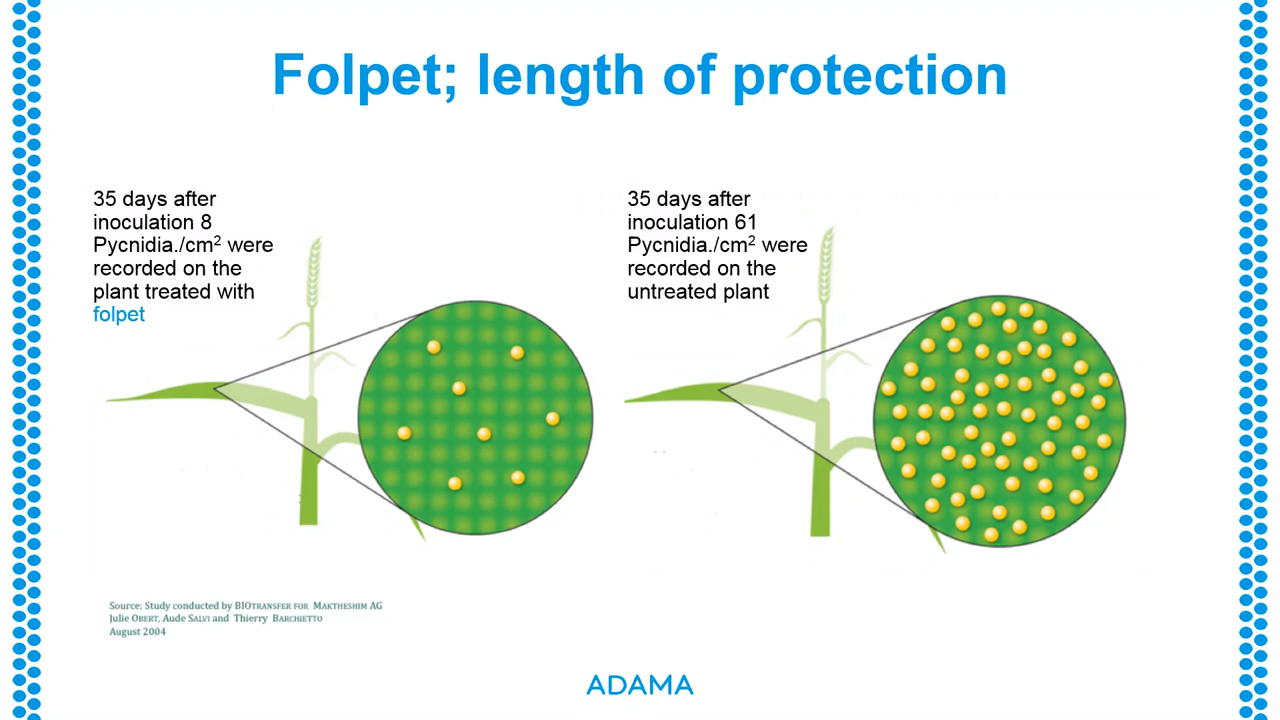 Folpet; length of protection
35 days after
inoculation 8
Pycnidia./cm² were
recorded on the
plant treated with
folpet
35 days after
inoculation 61
Pycnidia./cm² were
recorded on the
untreated plant
Source: Study conducted by BIOTRANSFER FOR MAKTHESHIM AG
Julie OBERT, Aude SALVI and Thierry BARCHIETTO
August 2004
ADAMA